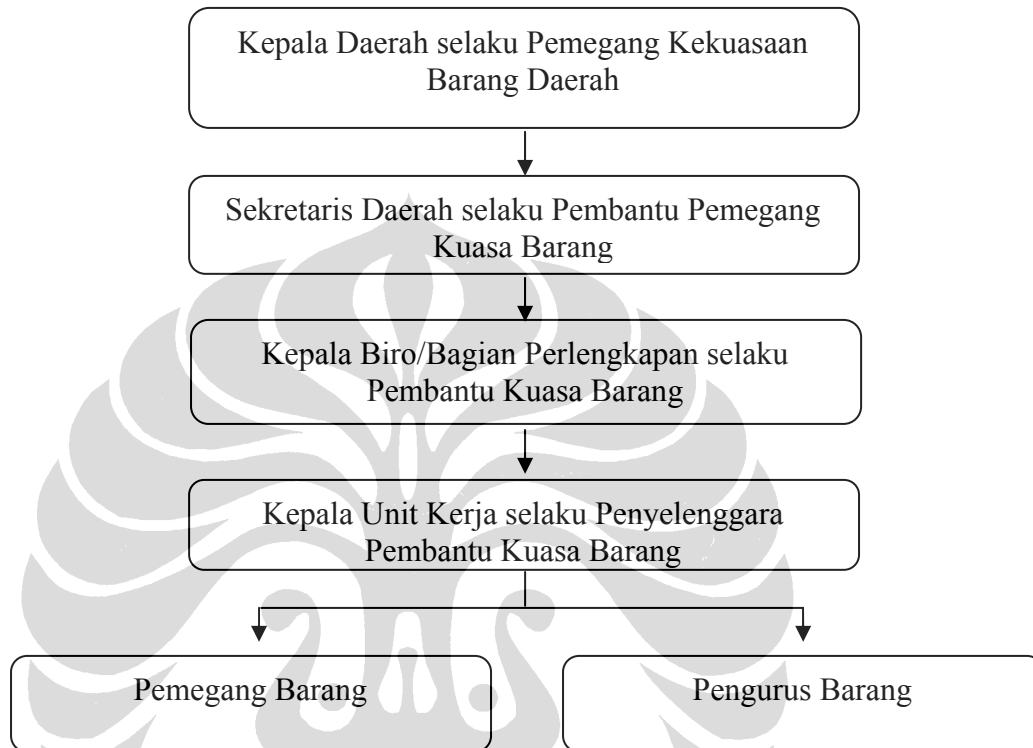 Kepala Daerah selaku Pemegang Kekuasaan
Barang Daerah
Sekretaris Daerah selaku Pembantu Pemegang
Kuasa Barang
Kepala Biro/Bagian Perlengkapan selaku
Pembantu Kuasa Barang
Kepala Unit Kerja selaku Penyelenggara
Pembantu Kuasa Barang
Pemegang Barang
Pengurus Barang